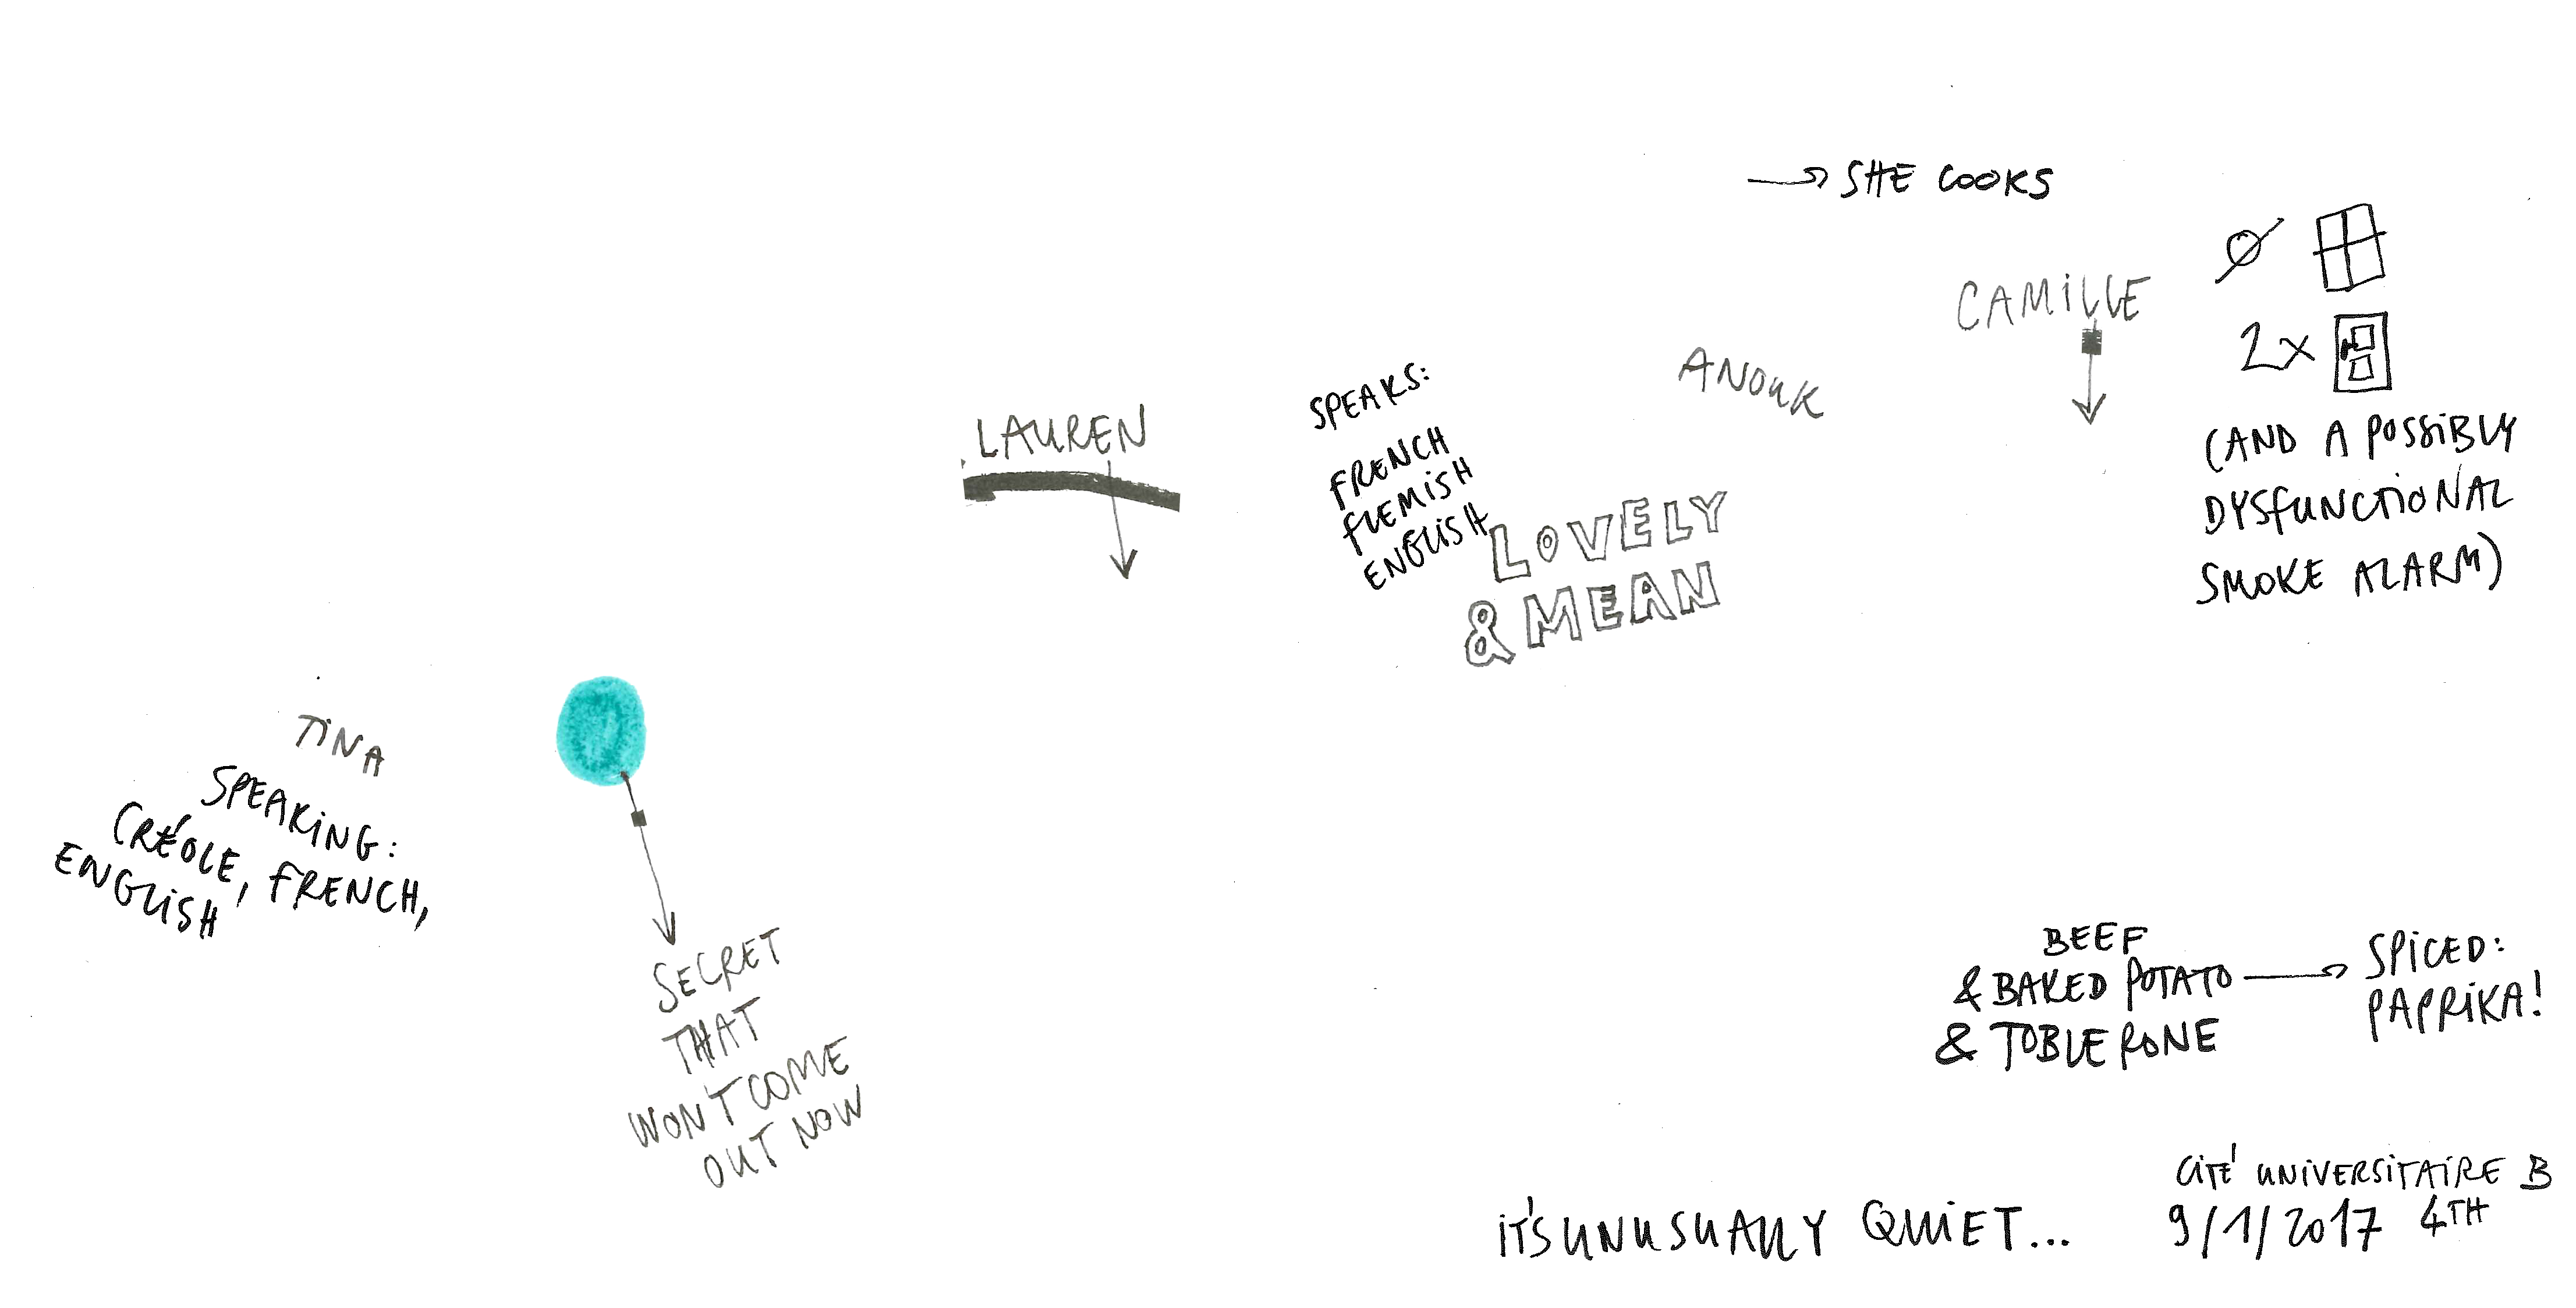 → SHE COOKS
CAMILLE
2x
(AND A POSSIBLY
DYSFUNCTIONAL
SMOKE ALARM)
ANOUK
LAUREN
SPEAKS:
FRENCH
FLEMISH
ENGLISH
LOVELY
& MEAN
TINA
SPEAKING:
CRÉOLE, FRENCH,
ENGLISH
SECRET
THAT
WON'T COME
OUT NOW
BEEF
& BAKED POTATO → SPICED:
PAPRIKA!
& TOBLERONE
IT'S UNUSUALLY QUIET...
CITÉ UNIVERSITAIRE B
9/1/2017 4TH